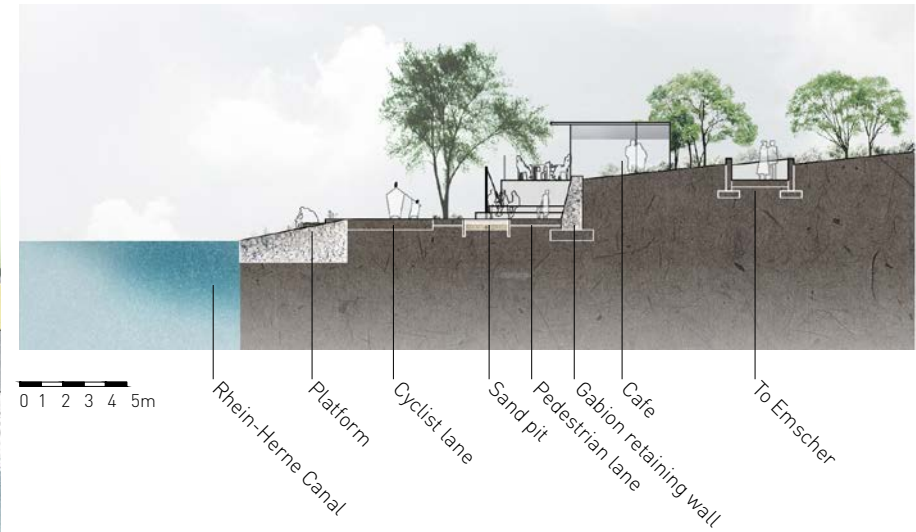 0 1 2 3 4 5m
Rhein-Herne Canal
Platform
Cyclist lane
Sand pit
Pedestrian lane
Gabion retaining wall
Cafe
To Emscher